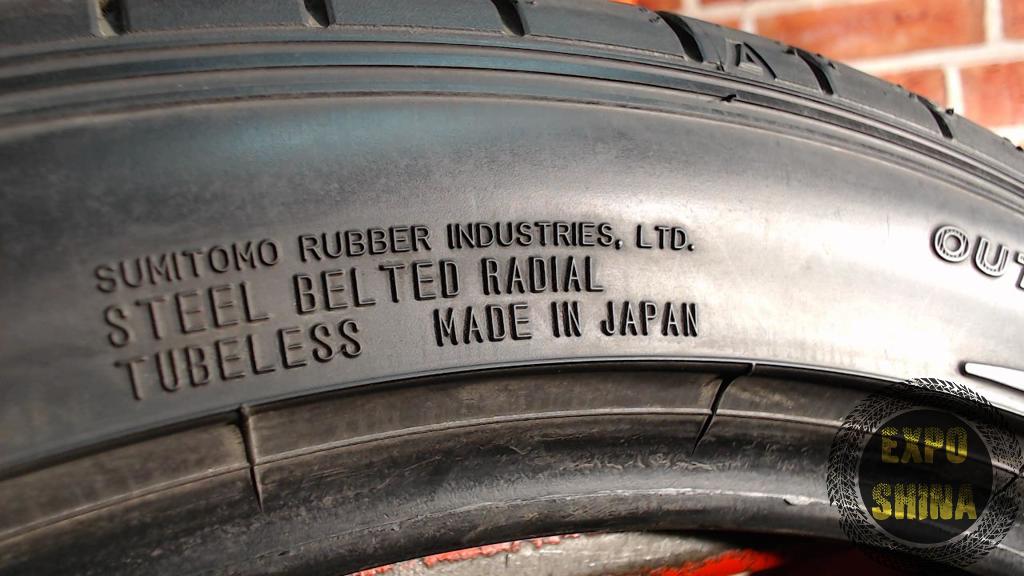 SUMITOMO RUBBER INDUSTRIES, LTD.
STEEL BELTED RADIAL
TUBELESS MADE IN JAPAN
EXPO
SHINA